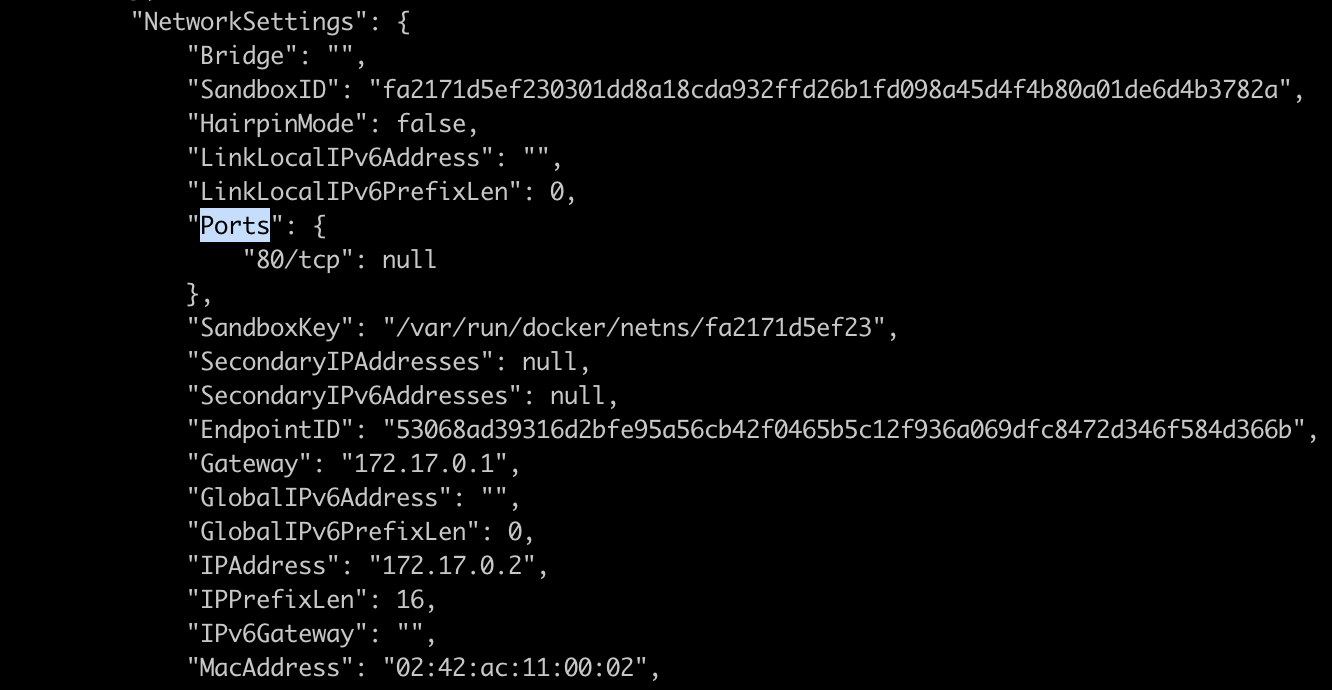 "NetworkSettings": {
"Bridge": "",
"SandboxID": "fa2171d5ef230301dd8a18cda932ffd26b1fd098a45d4f4b80a01de6d4b3782a",
"HairpinMode": false,
"LinkLocalIPv6Address": "",
"LinkLocalIPv6PrefixLen": 0,
"Ports": {
"80/tcp": null
},
"SandboxKey": "/var/run/docker/netns/fa2171d5ef23",
"SecondaryIPAddresses": null,
"SecondaryIPv6Addresses": null,
"EndpointID": "53068ad39316d2bfe95a56cb42f0465b5c12f936a069dfc8472d346f584d366b",
"Gateway": "172.17.0.1",
"GlobalIPv6Address": "",
"GlobalIPv6PrefixLen": 0,
"IPAddress": "172.17.0.2",
"IPPrefixLen": 16,
"IPv6Gateway": "",
"MacAddress": "02:42:ac:11:00:02",